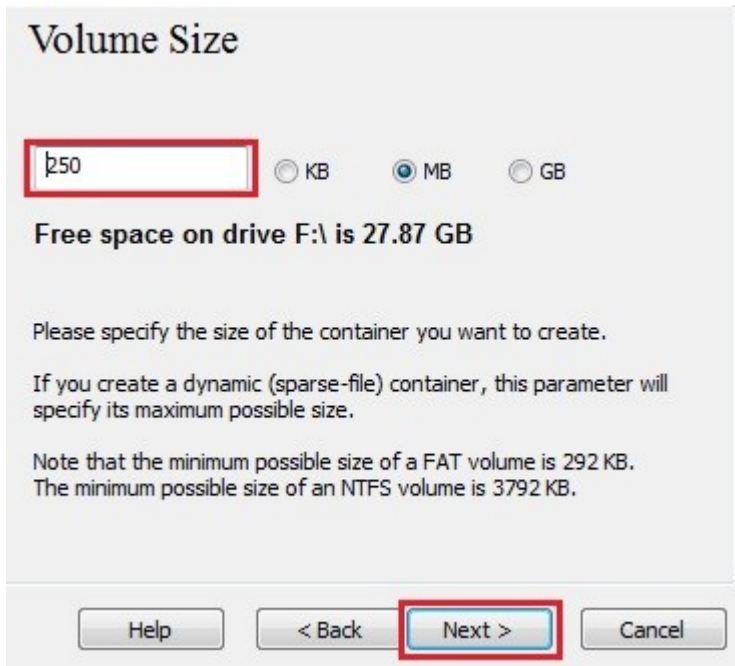 Volume Size
250 KB MB GB
Free space on drive F:\ is 27.87 GB
Please specify the size of the container you want to create.
If you create a dynamic (sparse-file) container, this parameter will
specify its maximum possible size.
Note that the minimum possible size of a FAT volume is 292 KB.
The minimum possible size of an NTFS volume is 3792 KB.
Help < Back Next > Cancel